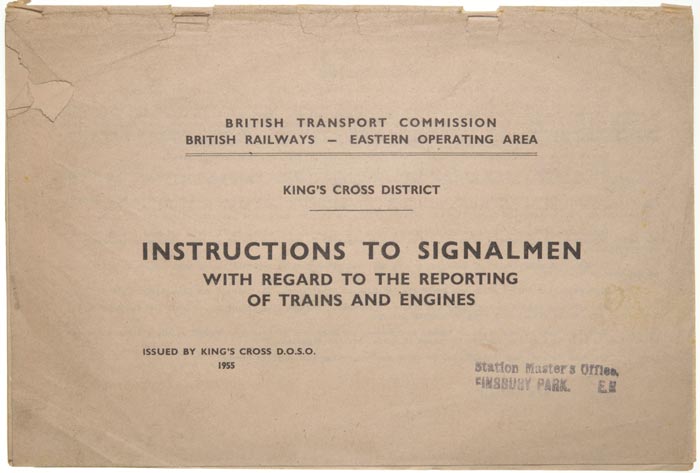 BRITISH TRANSPORT COMMISSION
BRITISH RAILWAYS — EASTERN OPERATING AREA
KING'S CROSS DISTRICT
INSTRUCTIONS TO SIGNALMEN
WITH REGARD TO THE REPORTING
OF TRAINS AND ENGINES
ISSUED BY KING'S CROSS D.O.S.O.
1955
Station Master's Office,
FINSBURY PARK. E.R